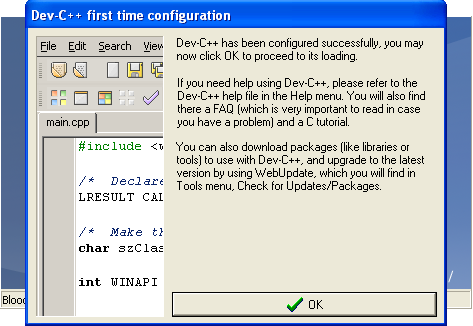 Dev-C++ first time configuration
File Edit Search View
main.cpp
#include <w
/* Declare
LRESULT CAL
/* Make th
char szClas
int WINAPI
Dev-C++ has been configured successfully, you may
now click OK to proceed to its loading.
If you need help using Dev-C++, please refer to the
Dev-C++ help file in the Help menu. You will also find
there a FAQ (which is very important to read in case
you have a problem) and a C tutorial.
You can also download packages (like libraries or
tools) to use with Dev-C++, and upgrade to the latest
version by using WebUpdate, which you will find in
Tools menu, Check for Updates/Packages.
OK
Blood